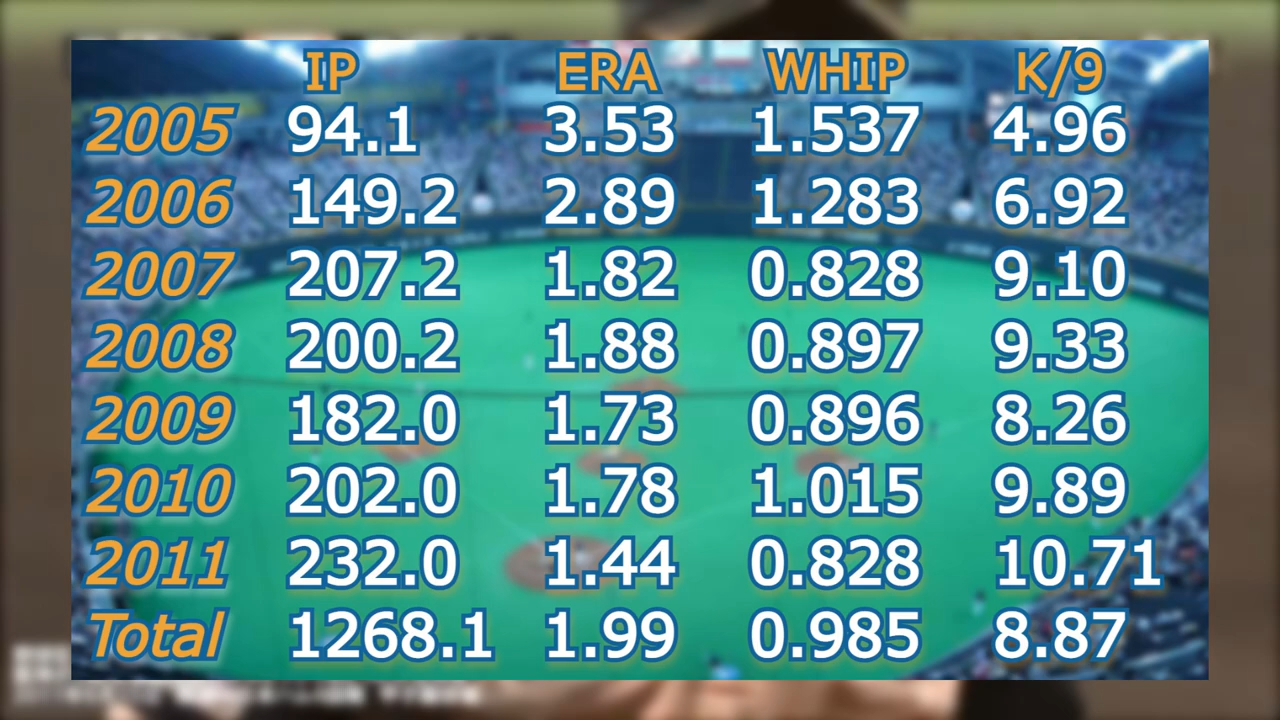 IP ERA WHIP K/9
2005 94.1 3.53 1.537 4.96
2006 149.2 2.89 1.283 6.92
2007 207.2 1.82 0.828 9.10
2008 200.2 1.88 0.897 9.33
2009 182.0 1.73 0.896 8.26
2010 202.0 1.78 1.015 9.89
2011 232.0 1.44 0.828 10.71
Total 1268.1 1.99 0.985 8.87